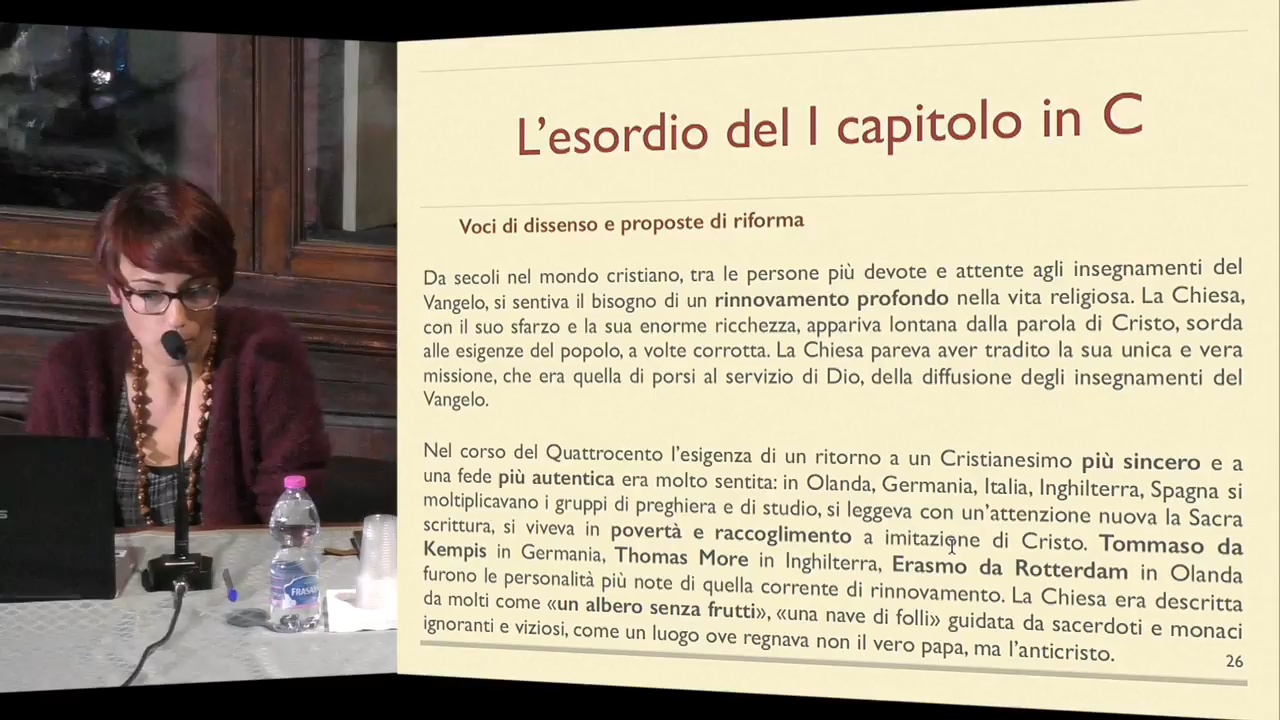 L'esordio del I capitolo in C
Voci di dissenso e proposte di riforma
Da secoli nel mondo cristiano, tra le persone più devote e attente agli insegnamenti del
Vangelo, si sentiva il bisogno di un rinnovamento profondo nella vita religiosa. La Chiesa,
con il suo sfarzo e la sua enorme ricchezza, appariva lontana dalla parola di Cristo, sorda
alle esigenze del popolo, a volte corrotta. La Chiesa pareva aver tradito la sua unica e vera
missione, che era quella di porsi al servizio di Dio, della diffusione degli insegnamenti del
Vangelo.
Nel corso del Quattrocento l'esigenza di un ritorno a un Cristianesimo più sincero e a
una fede più autentica era molto sentita: in Olanda, Germania, Italia, Inghilterra, Spagna si
moltiplicavano i gruppi di preghiera e di studio, si leggeva con un'attenzione nuova la Sacra
scrittura, si viveva in povertà e raccoglimento a imitazione di Cristo. Tommaso da
Kempis in Germania, Thomas More in Inghilterra, Erasmo da Rotterdam in Olanda
furono le personalità più note di quella corrente di rinnovamento. La Chiesa era descritta
da molti come «un albero senza frutti», «una nave di folli» guidata da sacerdoti e monaci
ignoranti e viziosi, come un luogo ove regnava non il vero papa, ma l'anticristo.
26